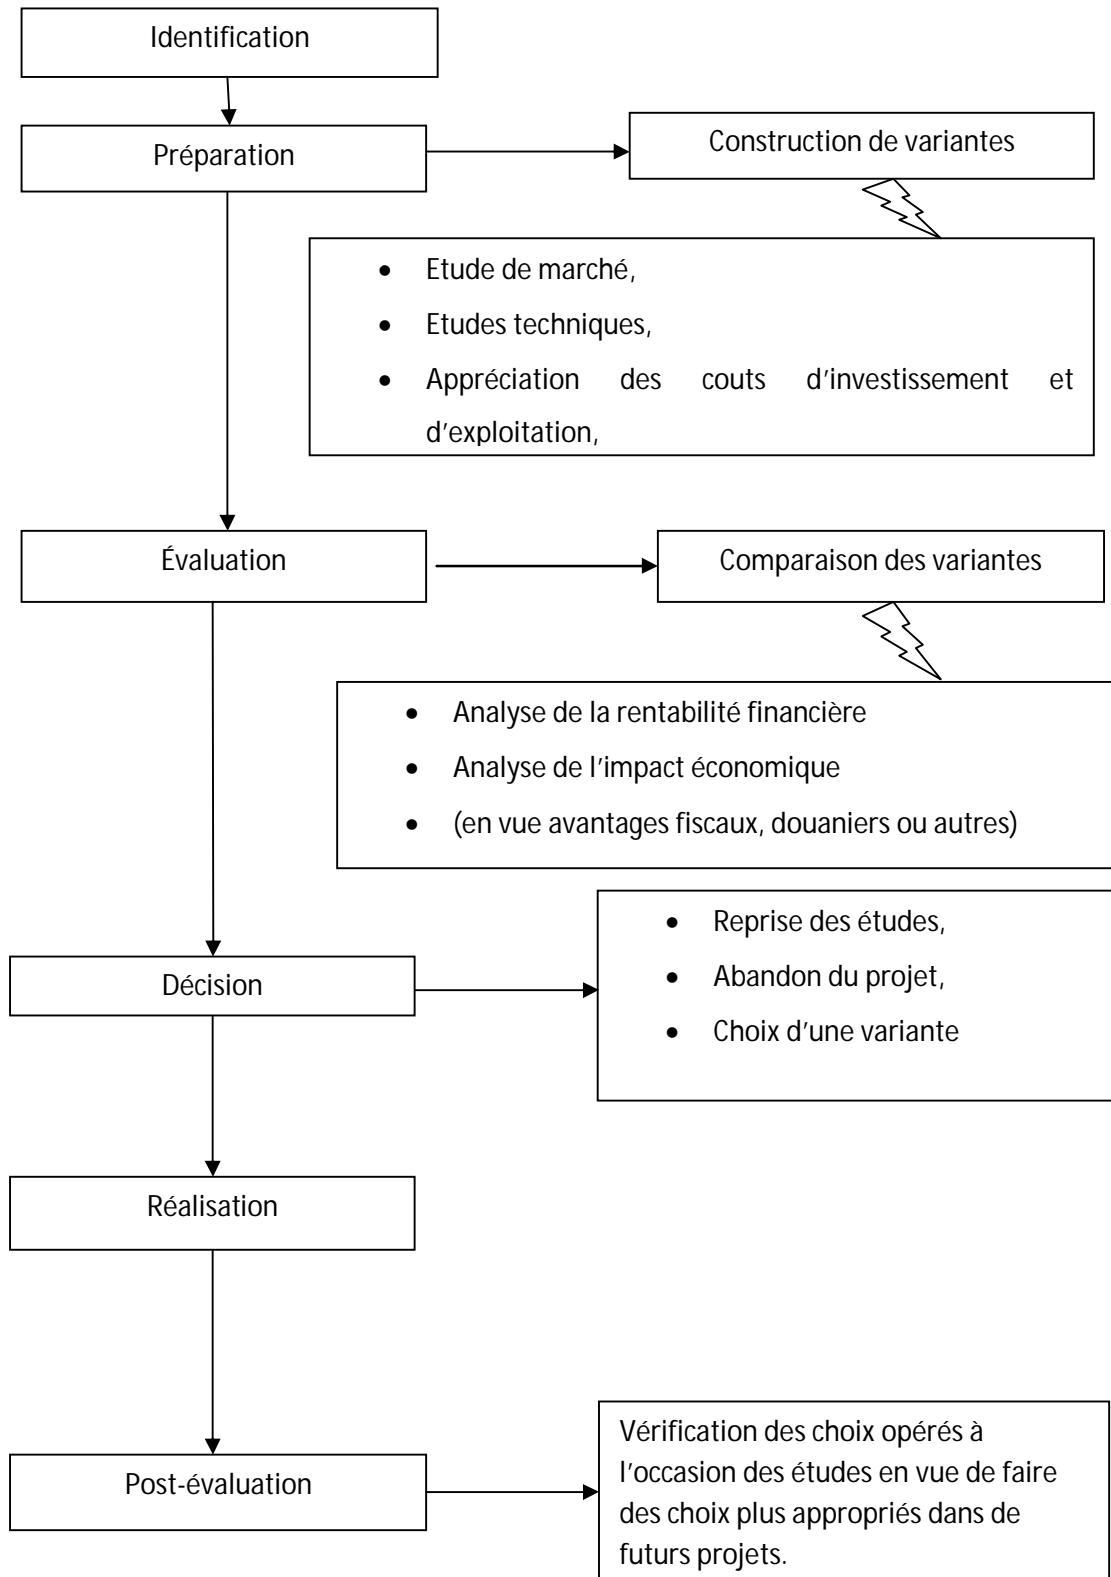 Identification
Préparation
Construction de variantes
• Etude de marché,
• Etudes techniques,
• Appréciation des couts d'investissement et
d'exploitation,
Évaluation
Comparaison des variantes
• Analyse de la rentabilité financière
• Analyse de l'impact économique
• (en vue avantages fiscaux, douaniers ou autres)
Décision
• Reprise des études,
• Abandon du projet,
• Choix d'une variante
Réalisation
Post-évaluation
Vérification des choix opérés à
l'occasion des études en vue de faire
des choix plus appropriés dans de
futurs projets.